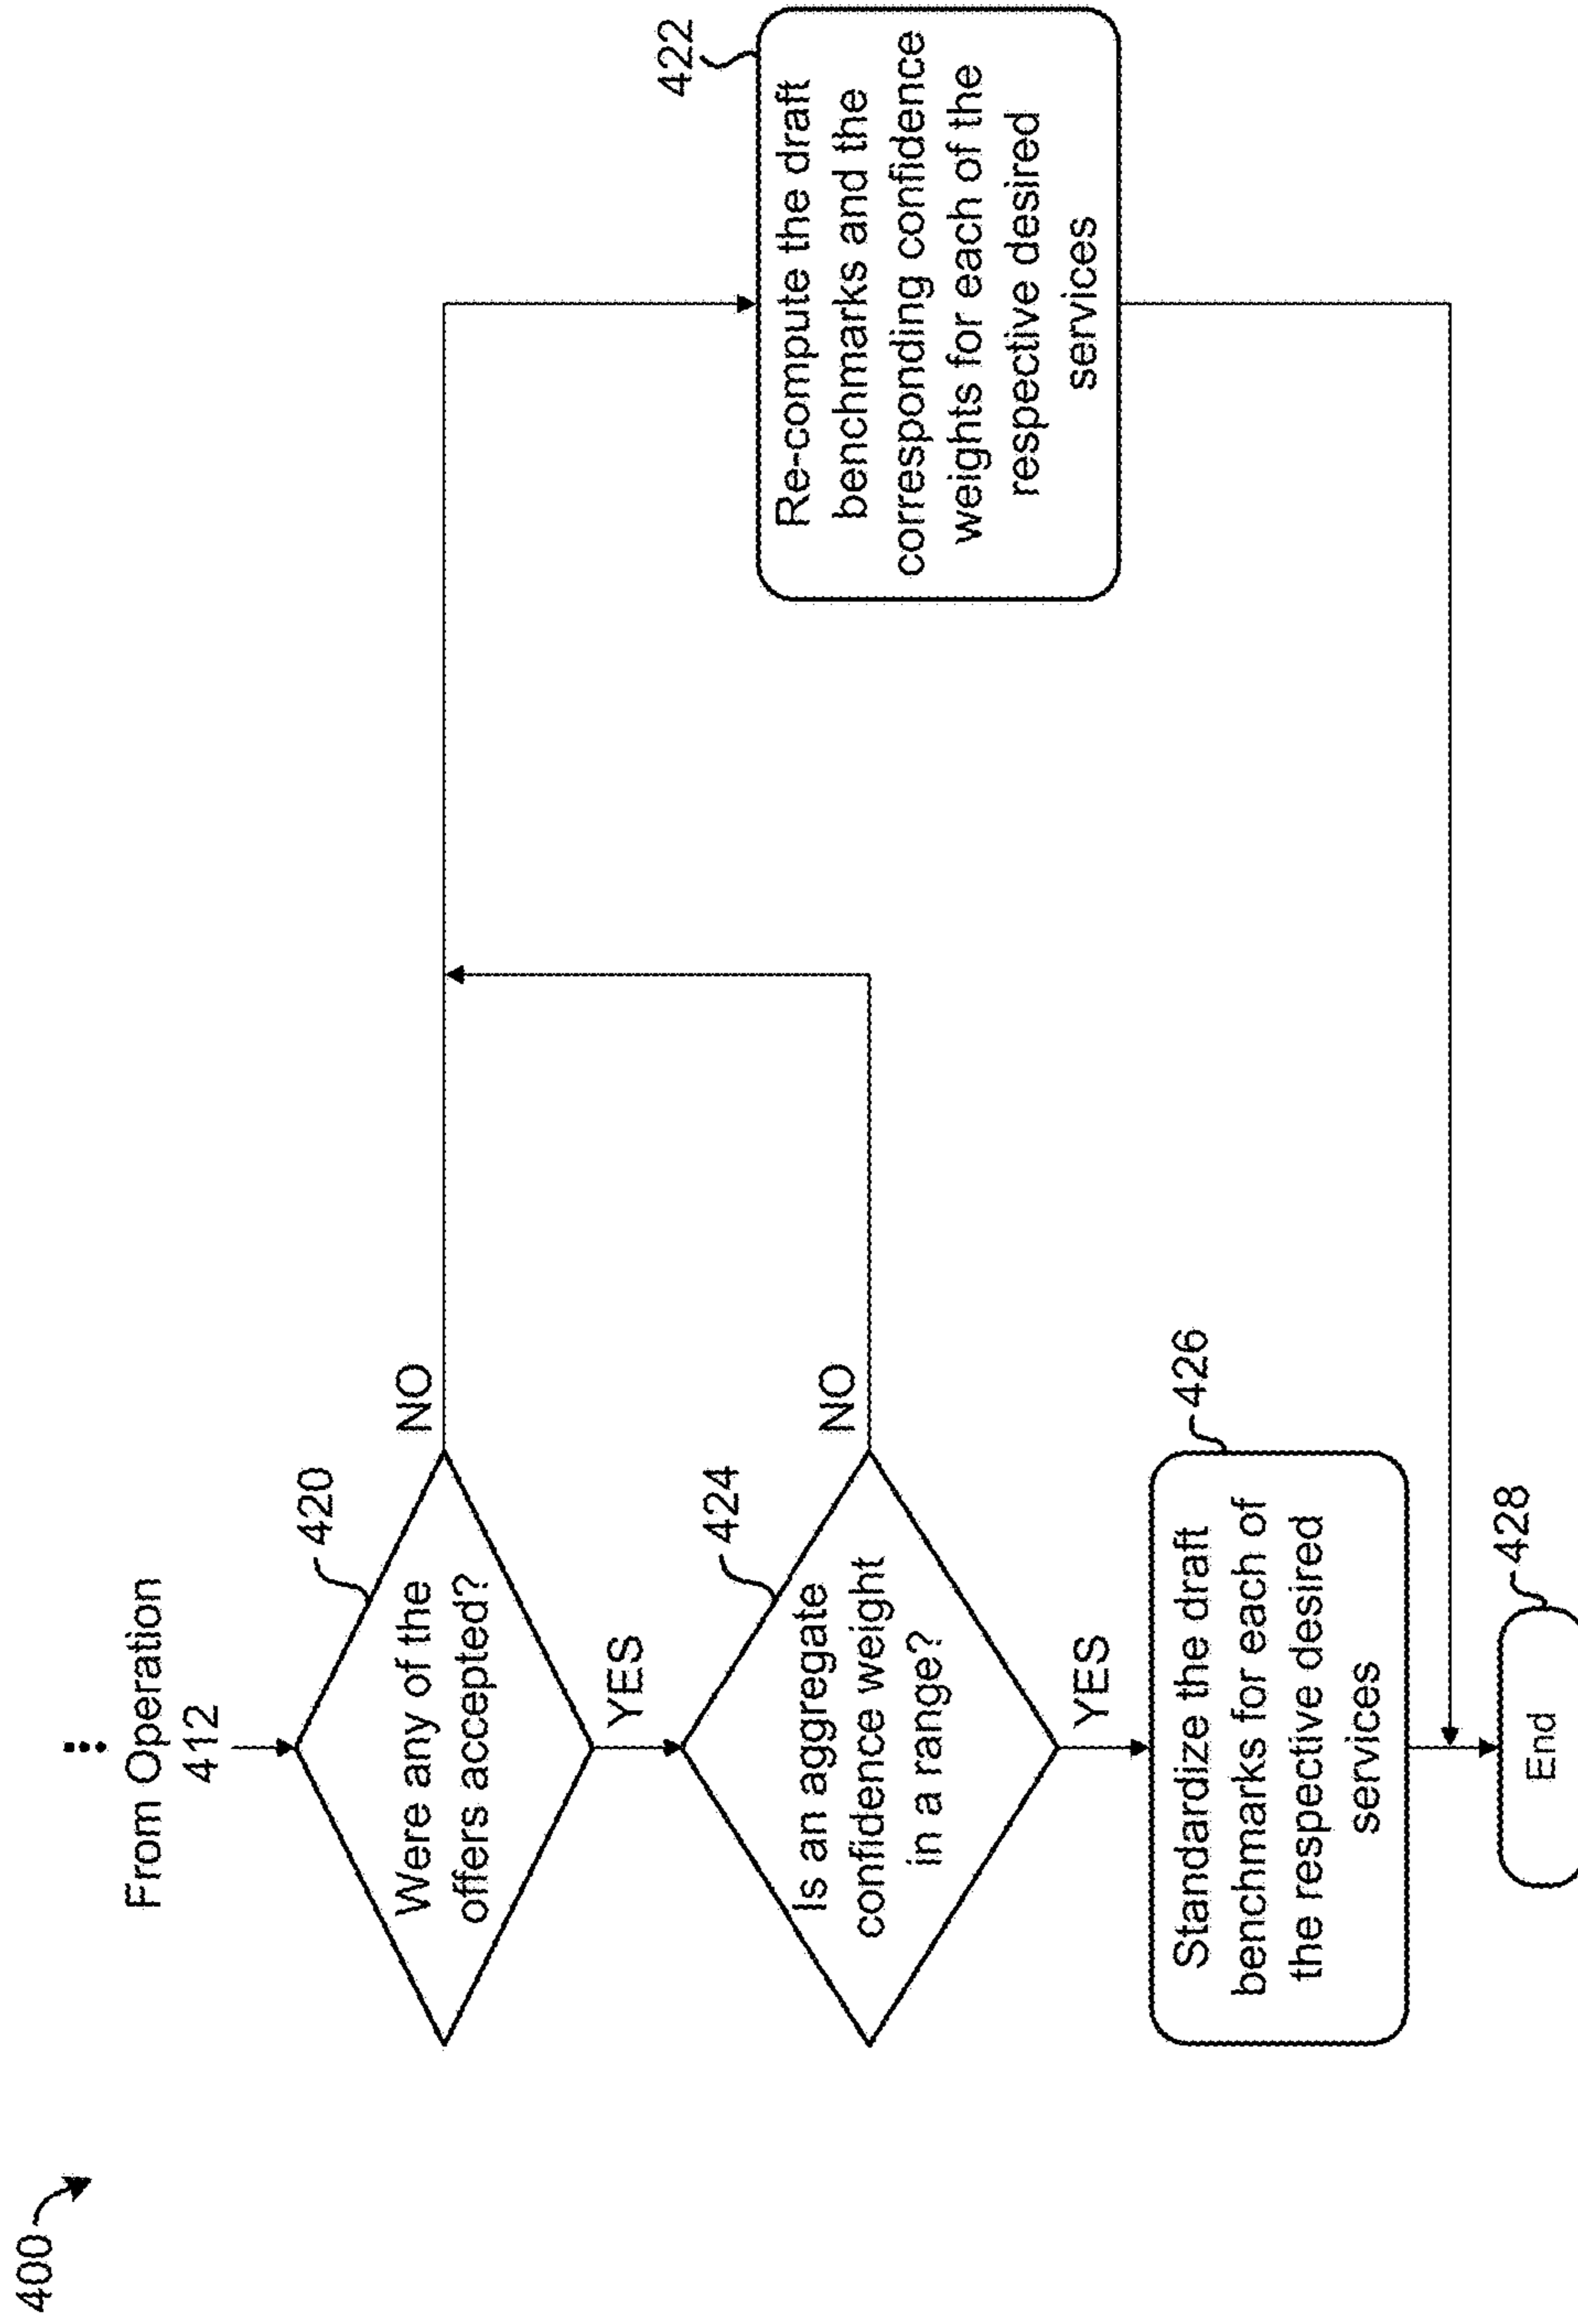 400
From Operation
412
420
Were any of the
offers accepted?
NO
YES
422
Re-compute the draft
benchmarks and the
corresponding confidence
weights for each of the
respective desired
services
424
Is an aggregate
confidence weight
in a range?
NO
YES
426
Standardize the draft
benchmarks for each of
the respective desired
services
428
End